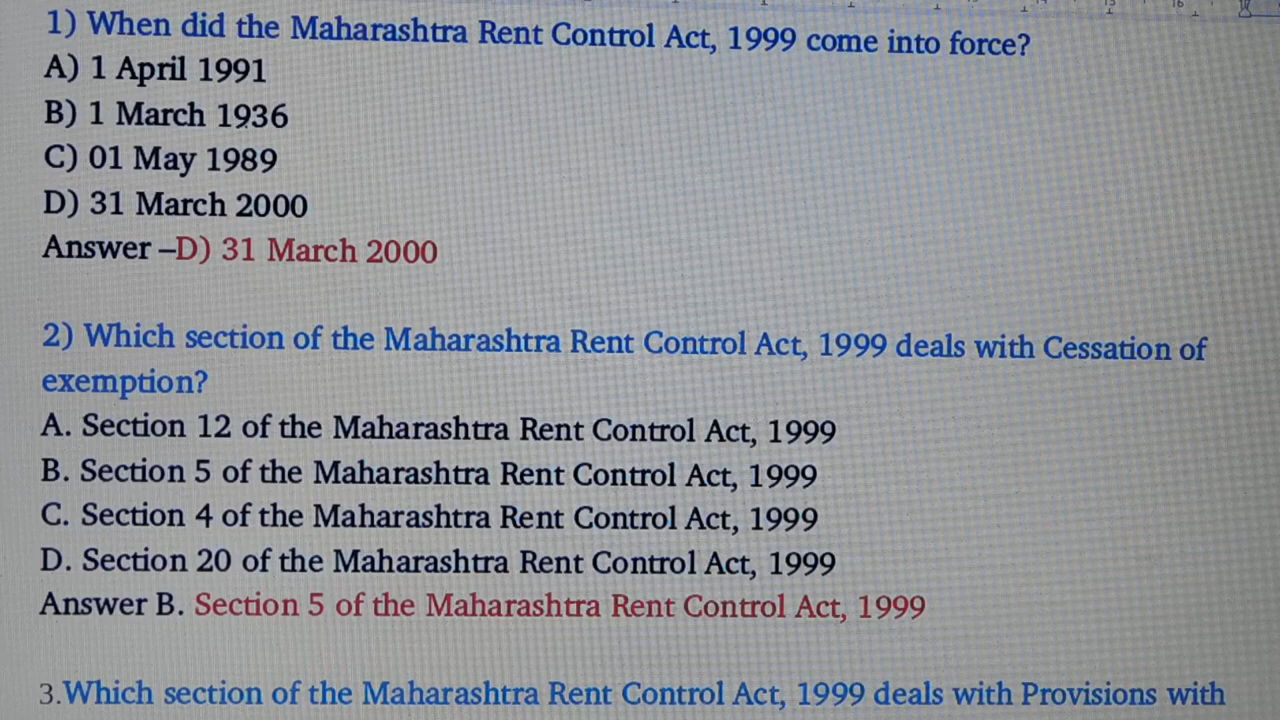 1) When did the Maharashtra Rent Control Act, 1999 come into force?
A) 1 April 1991
B) 1 March 1936
C) 01 May 1989
D) 31 March 2000
Answer –D) 31 March 2000
2) Which section of the Maharashtra Rent Control Act, 1999 deals with Cessation of
exemption?
A. Section 12 of the Maharashtra Rent Control Act, 1999
B. Section 5 of the Maharashtra Rent Control Act, 1999
C. Section 4 of the Maharashtra Rent Control Act, 1999
D. Section 20 of the Maharashtra Rent Control Act, 1999
Answer B. Section 5 of the Maharashtra Rent Control Act, 1999
3.Which section of the Maharashtra Rent Control Act, 1999 deals with Provisions with